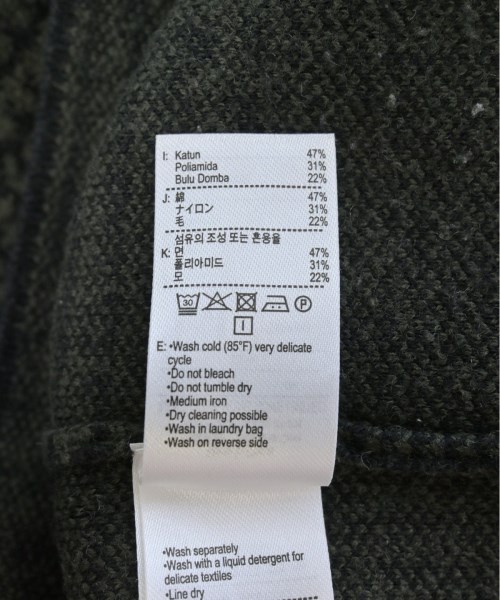 I: Katun 47%
Poliamida 31%
Bulu Domba 22%
J: 綿 47%
ナイロン 31%
毛 22%
섬유의 조성 또는 혼용율
K: 면 47%
폴리아미드 31%
모 22%
30
P
I
E: •Wash cold (85°F) very delicate
cycle
•Do not bleach
•Do not tumble dry
•Medium iron
•Dry cleaning possible
•Wash in laundry bag
•Wash on reverse side
•Wash separately
•Wash with a liquid detergent for
delicate textiles
•Line dry